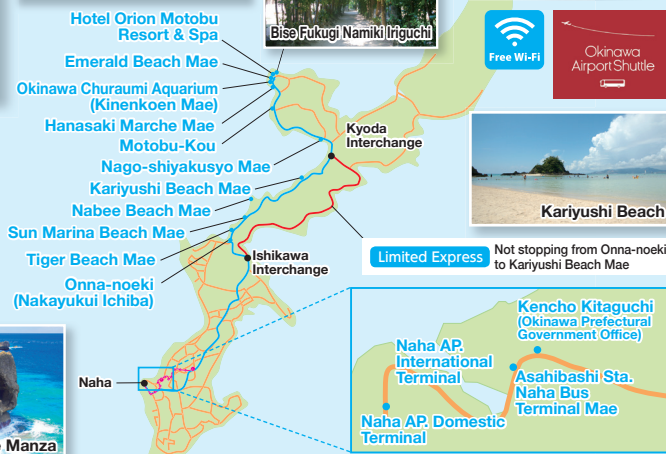 Hotel Orion Motobu
Resort & Spa
Emerald Beach Mae
Okinawa Churaumi Aquarium
(Kinenkoen Mae)
Hanasaki Marche Mae
Motobu-Kou
Nago-shiyakusyo Mae
Kariyushi Beach Mae
Nabee Beach Mae
Sun Marina Beach Mae
Tiger Beach Mae
Onna-noeki
(Nakayukui Ichiba)
Bise Fukugi Namiki Iriguchi
Free Wi-Fi
Okinawa
Airport Shuttle
Kyoda
Interchange
Kariyushi Beach
Limited Express
Not stopping from Onna-noeki
to Kariyushi Beach Mae
Ishikawa
Interchange
Naha
Manza
Kencho Kitaguchi
(Okinawa Prefectural
Government Office)
Naha AP.
International
Terminal
Asahibashi Sta.
Naha Bus
Terminal Mae
Naha AP. Domestic
Terminal